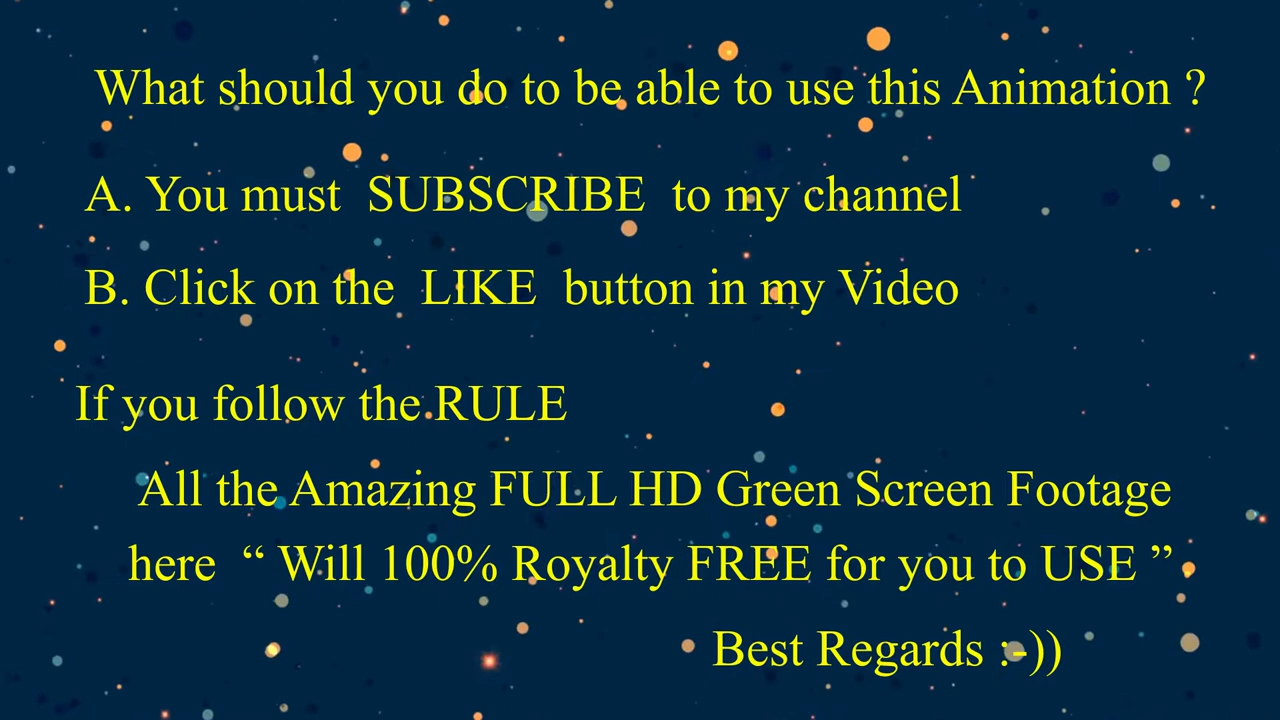 What should you do to be able to use this Animation ?
A. You must SUBSCRIBE to my channel
B. Click on the LIKE button in my Video
If you follow the RULE
All the Amazing FULL HD Green Screen Footage
here “ Will 100% Royalty FREE for you to USE ”
Best Regards :-))